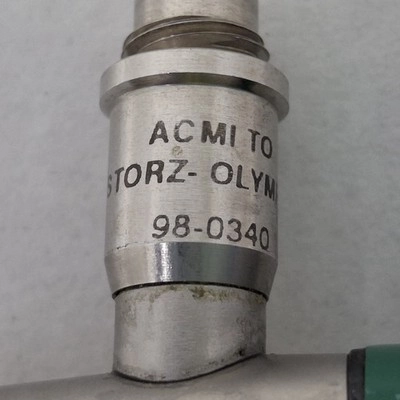 ACMI TO
STORZ- OLYM
98-0340